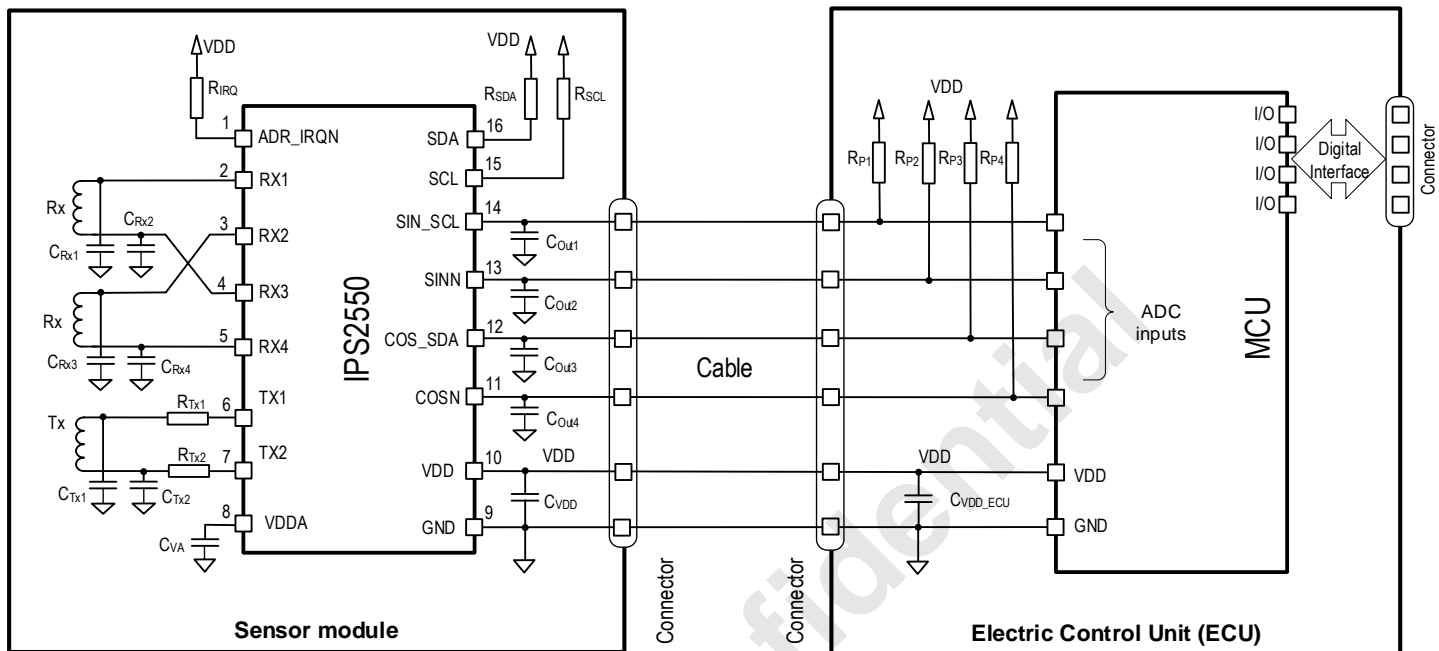 VDD
RIRQ
1
ADR_IRQN
2
RX1
Rx
CRx2
CRx1
3
RX2
4
RX3
Rx
5
RX4
CRx3
CRx4
TX1
Tx
RTx1
6
RTx2
TX2
7
CTx1
CTx2
8
VDDA
CVA
IPS2550
VDD
RSDA
RSCL
16
SDA
15
SCL
14
SIN_SCL
COut1
13
SINN
COut2
12
COS_SDA
COut3
11
COSN
COut4
10
VDD
VDD
CVDD
9
GND
Sensor module
Connector
Cable
Connector
VDD
RP1
RP2
RP3
RP4
ADC
inputs
MCU
VDD
VDD
CVDD_ECU
GND
I/O
I/O
I/O
I/O
Digital
Interface
Connector
Electric Control Unit (ECU)
fidential